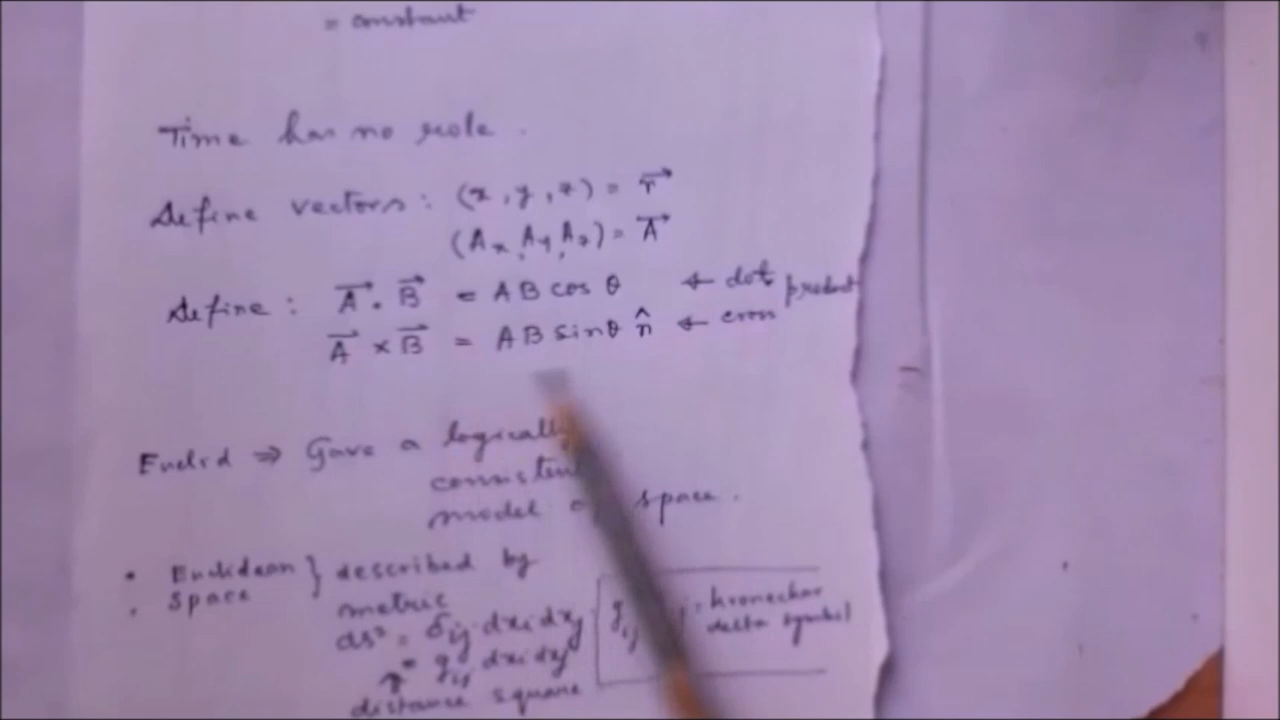 = constant
Time has no role.
Define vectors: (x, y, z) = r⃗
(Ax, Ay, Az) = A⃗
Define: A⃗ . B⃗ = AB cos θ ← dot product
A⃗ × B⃗ = AB sinθ n̂ ← cross
Euclid ⇒ Gave a logically
consistent
model of space.
• Euclidean } described by
• Space metric
ds² = δij dxi dxj
= gij dxi dxj
distance square
gij = kronecker
delta symbol